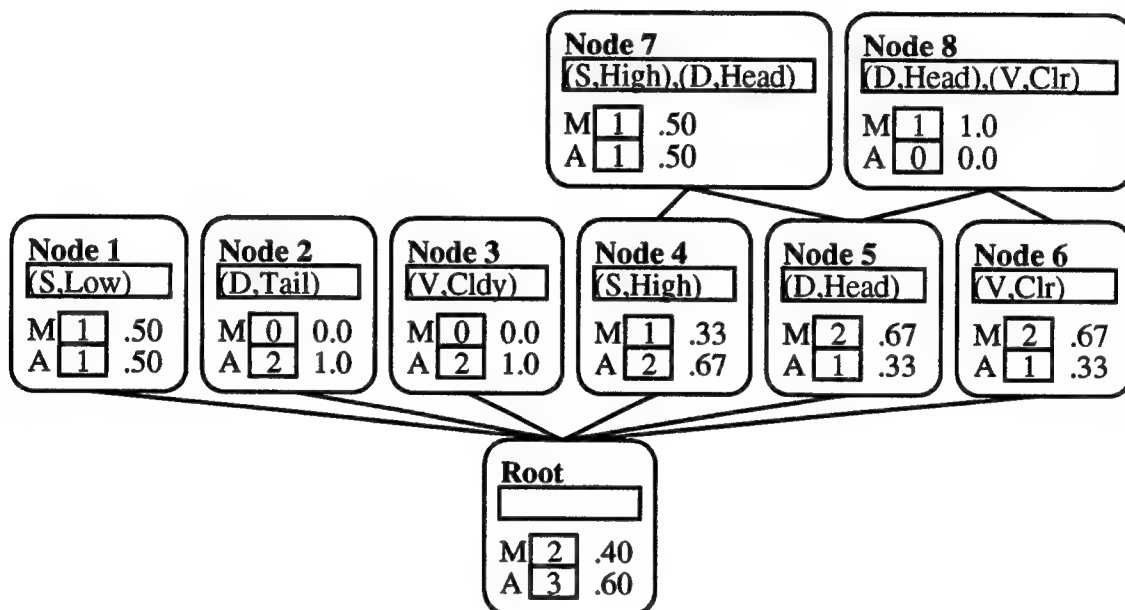 Node 7
(S,High),(D,Head)
M 1 .50
A 1 .50
Node 8
(D,Head),(V,Clr)
M 1 1.0
A 0 0.0
Node 1
(S,Low)
M 1 .50
A 1 .50
Node 2
(D,Tail)
M 0 0.0
A 2 1.0
Node 3
(V,Cldy)
M 0 0.0
A 2 1.0
Node 4
(S,High)
M 1 .33
A 2 .67
Node 5
(D,Head)
M 2 .67
A 1 .33
Node 6
(V,Clr)
M 2 .67
A 1 .33
Root
M 2 .40
A 3 .60